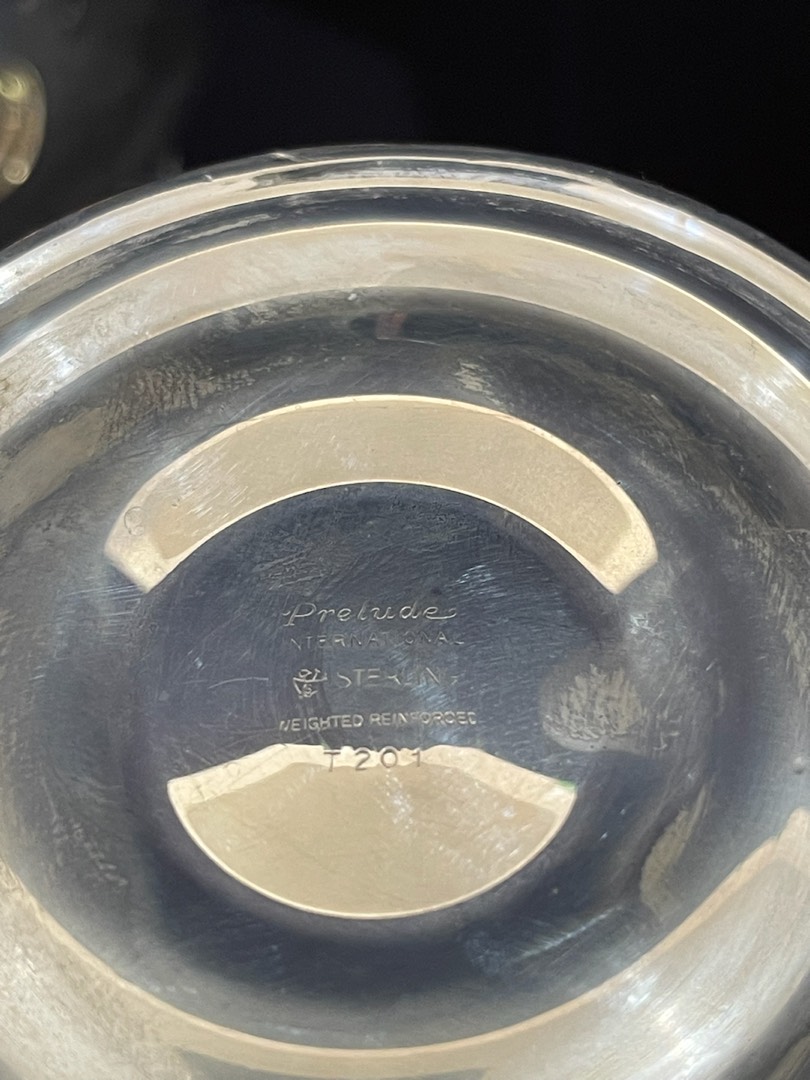 Prelude
INTERNATIONAL
STERLING
WEIGHTED REINFORCED
T201